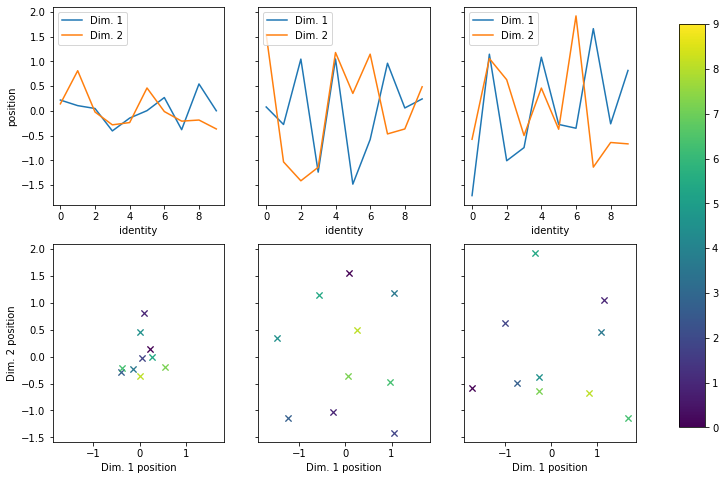 2.0
1.5
1.0
0.5
0.0
−0.5
−1.0
−1.5
position
Dim. 1
Dim. 2
Dim. 1
Dim. 2
Dim. 1
Dim. 2
0 2 4 6 8
0 2 4 6 8
0 2 4 6 8
identity
identity
identity
2.0
1.5
1.0
0.5
0.0
−0.5
−1.0
−1.5
Dim. 2 position
−1 0 1
−1 0 1
−1 0 1
Dim. 1 position
Dim. 1 position
Dim. 1 position
9
8
7
6
5
4
3
2
1
0